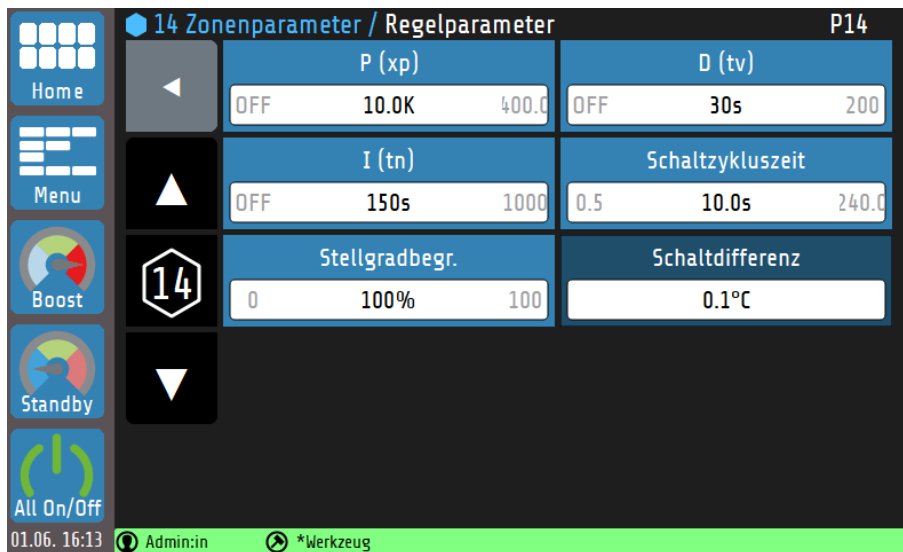 14 Zonenparameter / Regelparameter P14
Home
P (xp) D (tv)
OFF 10.0K 400.0 OFF 30s 200
Menu
I (tn) Schaltzykluszeit
OFF 150s 1000 0.5 10.0s 240.0
Boost
14
Stellgradbegr. Schaltdifferenz
0 100% 100 0.1°C
Standby
All On/Off
01.06. 16:13 Admin:in *Werkzeug